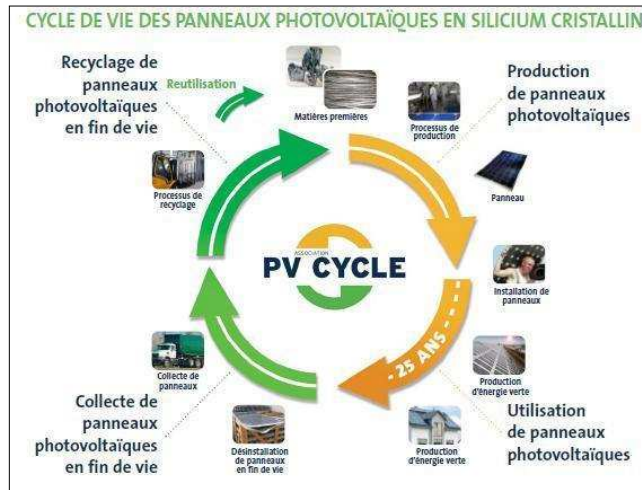 CYCLE DE VIE DES PANNEAUX PHOTOVOLTAÏQUES EN SILICIUM CRISTALLIN
Recyclage de
panneaux
photovoltaïques
en fin de vie
Reutilisation
Matières premières
Processus de
production
Production
de panneaux
photovoltaïques
Processus
de recyclage
Panneau
ASSOCIATION
PV CYCLE
Installation de
panneaux
- 25 ANS -
Collecte de
panneaux
Production
d'énergie verte
Collecte de
panneaux
photovoltaïques
en fin de vie
Désinstallation
de panneaux
en fin de vie
Production
d'énergie verte
Utilisation
de panneaux
photovoltaïques